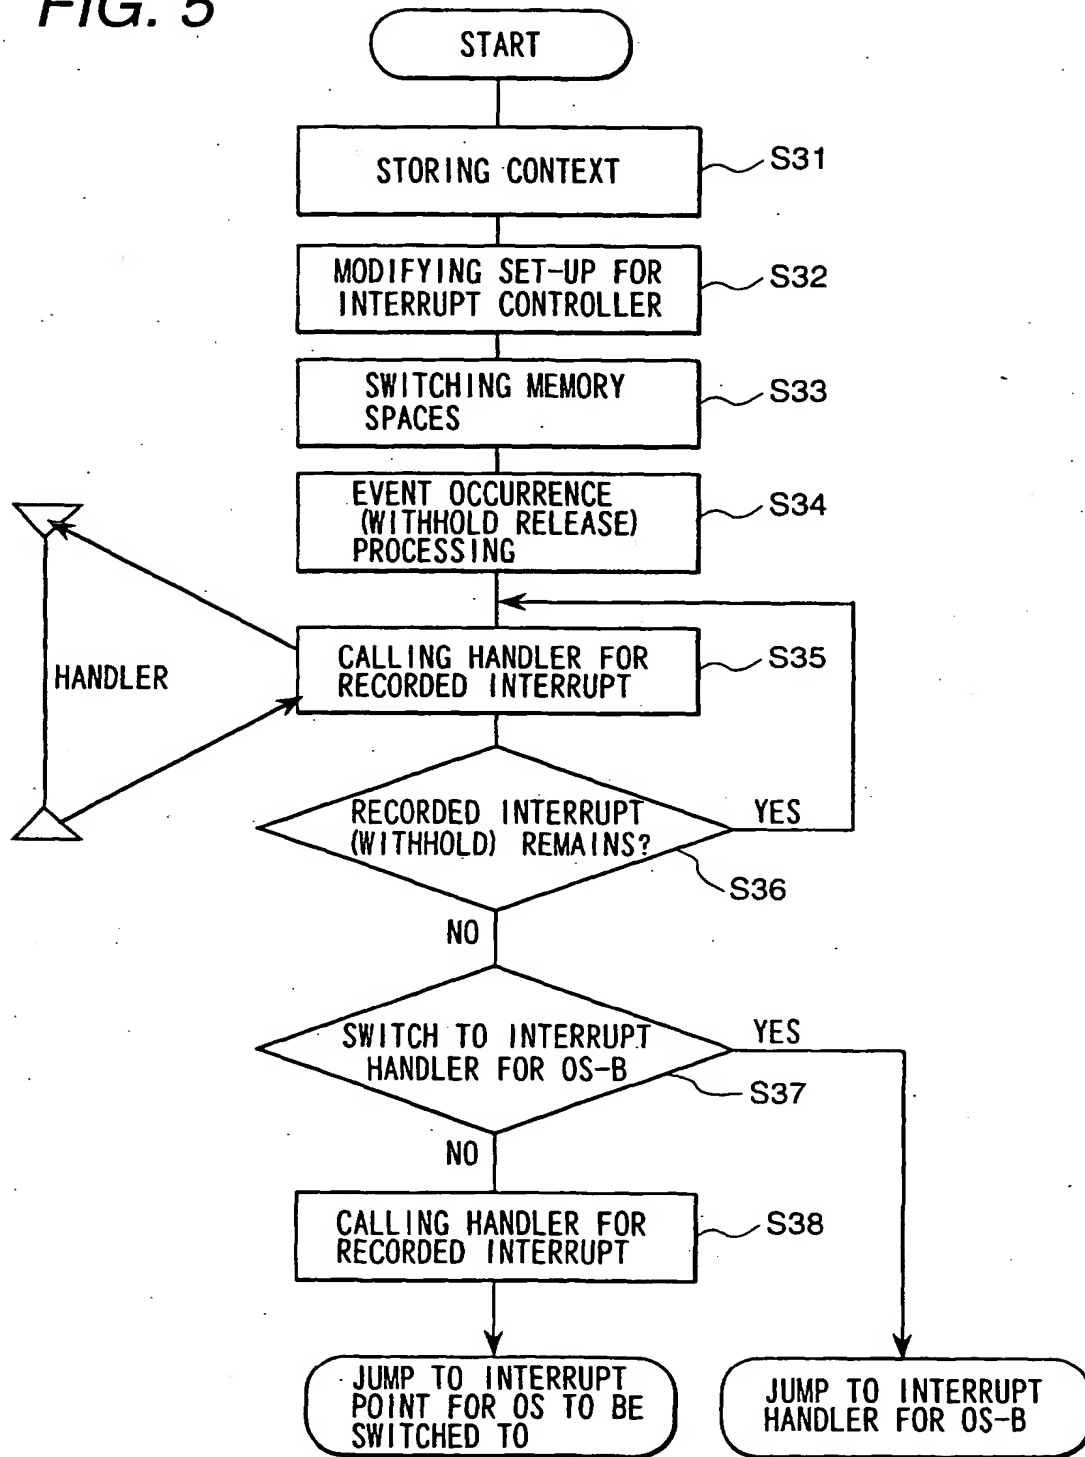 FIG. 5
START
STORING CONTEXT
S31
MODIFYING SET-UP FOR
INTERRUPT CONTROLLER
S32
SWITCHING MEMORY
SPACES
S33
EVENT OCCURRENCE
(WITHHOLD RELEASE)
PROCESSING
S34
HANDLER
CALLING HANDLER FOR
RECORDED INTERRUPT
S35
RECORDED INTERRUPT
(WITHHOLD) REMAINS?
YES
S36
NO
SWITCH TO INTERRUPT
HANDLER FOR OS-B
YES
S37
NO
CALLING HANDLER FOR
RECORDED INTERRUPT
S38
JUMP TO INTERRUPT
POINT FOR OS TO BE
SWITCHED TO
JUMP TO INTERRUPT
HANDLER FOR OS-B